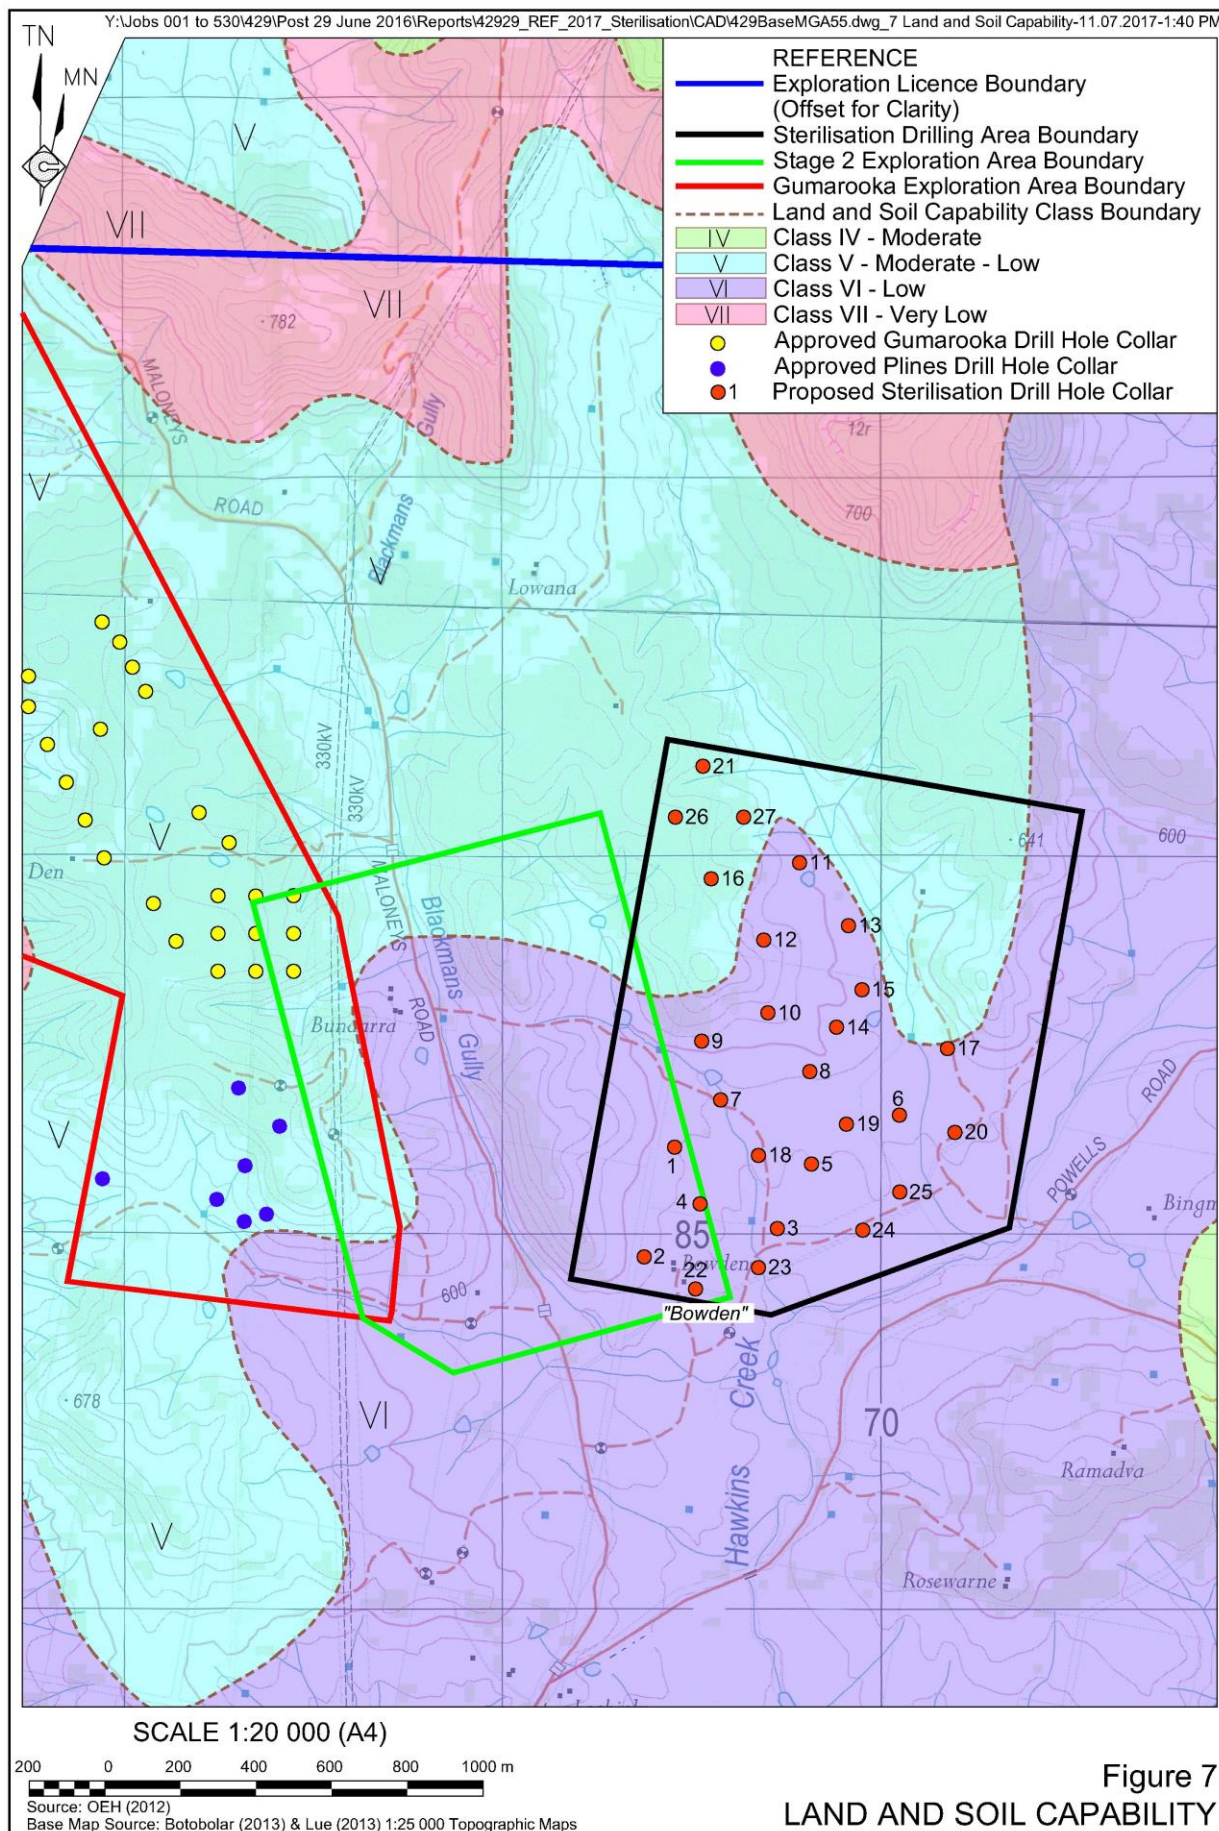 Y:\Jobs 001 to 530\429\Post 29 June 2016\Reports\42929_REF_2017_Sterilisation\CAD\429BaseMGA55.dwg_7 Land and Soil Capability-11.07.2017-1:40 PM
TN
MN
REFERENCE
Exploration Licence Boundary
(Offset for Clarity)
Sterilisation Drilling Area Boundary
Stage 2 Exploration Area Boundary
Gumarooka Exploration Area Boundary
Land and Soil Capability Class Boundary
IV Class IV - Moderate
V Class V - Moderate - Low
VI Class VI - Low
VII Class VII - Very Low
Approved Gumarooka Drill Hole Collar
Approved Plines Drill Hole Collar
1 Proposed Sterilisation Drill Hole Collar
V
VII
VII
782
MALONEYS
ROAD
Gully
Blackmans
V
V
12r
700
Lowana
330kV
330kV
V
Den
MALONEYS
ROAD
Blackmans
Gully
Bundarra
V
21
26
27
11
16
13
12
15
10
14
9
17
8
7
6
19
20
18
1
5
25
4
3
24
85
2
Bowden
23
22
"Bowden"
641
600
POWELLS
ROAD
Bingm
600
678
VI
Hawkins Creek
70
Ramadva
V
Rosewarne
SCALE 1:20 000 (A4)
200 0 200 400 600 800 1000 m
Source: OEH (2012)
Base Map Source: Botobolar (2013) & Lue (2013) 1:25 000 Topographic Maps
Figure 7
LAND AND SOIL CAPABILITY